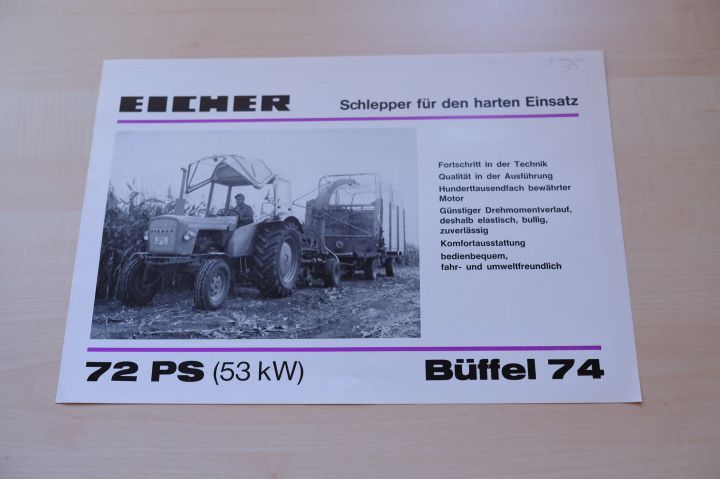 1/75
EICHER
Schlepper für den harten Einsatz
Fortschritt in der Technik
Qualität in der Ausführung
Hunderttausendfach bewährter
Motor
Günstiger Drehmomentverlauf,
deshalb elastisch, bullig,
zuverlässig
Komfortausstattung
bedienbequem,
fahr- und umweltfreundlich
EICHER
72 PS (53 kW)
Büffel 74